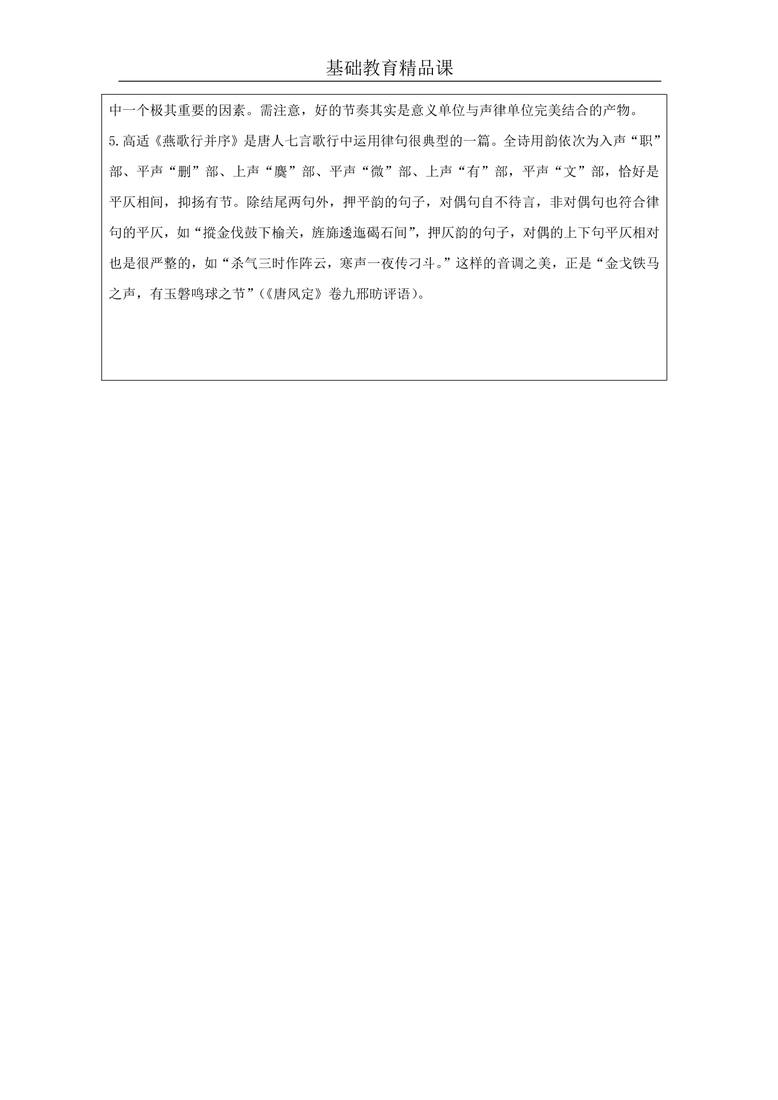 基础教育精品课
中一个极其重要的因素。需注意，好的节奏其实是意义单位与声律单位完美结合的产物。
5.高适《燕歌行并序》是唐人七言歌行中运用律句很典型的一篇。全诗用韵依次为入声“职”
部、平声“删”部、上声“麌”部、平声“微”部、上声“有”部，平声“文”部，恰好是
平仄相间，抑扬有节。除结尾两句外，押平韵的句子，对偶句自不待言，非对偶句也符合律
句的平仄，如“摐金伐鼓下榆关，旌旆逶迤碣石间”，押仄韵的句子，对偶的上下句平仄相对
也是很严整的，如“杀气三时作阵云，寒声一夜传刁斗。”这样的音调之美，正是“金戈铁马
之声，有玉磬鸣球之节”（《唐风定》卷九邢昉评语）。